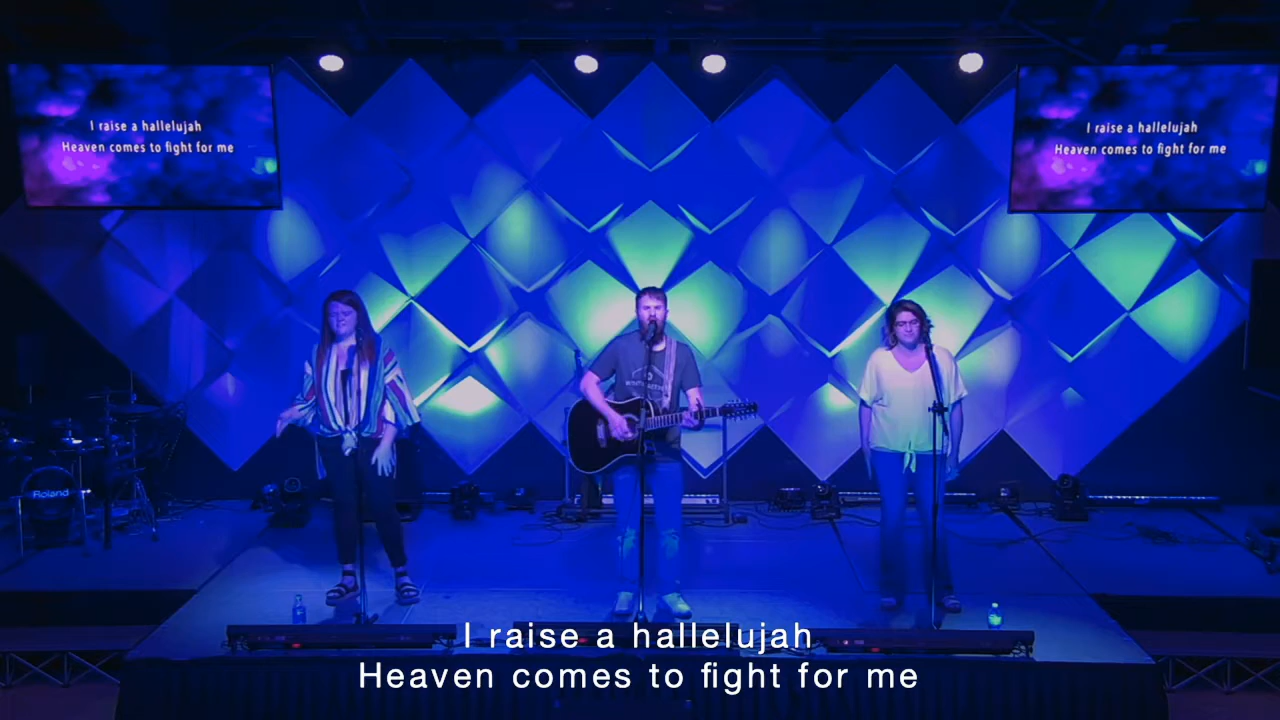 I raise a hallelujah
Heaven comes to fight for me
I raise a hallelujah
Heaven comes to fight for me
Roland
I raise a hallelujah
Heaven comes to fight for me